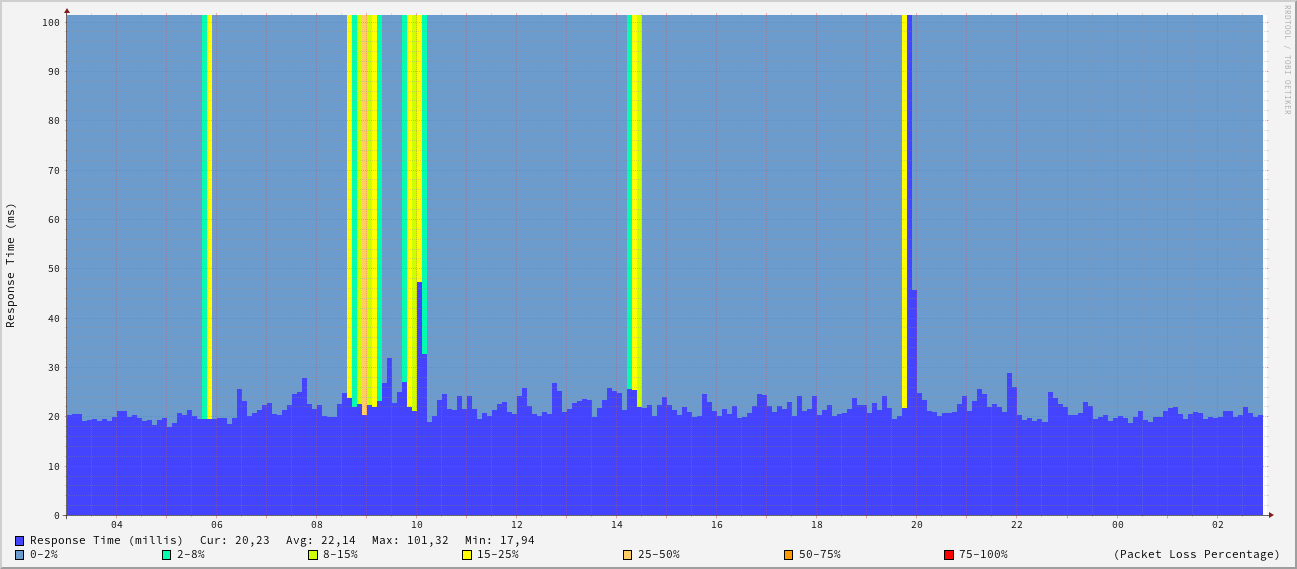 RRDTOOL / TOBI OETIKER
Response Time (ms)
100
90
80
70
60
50
40
30
20
10
0
04 06 08 10 12 14 16 18 20 22 00 02
Response Time (millis) Cur: 20,23 Avg: 22,14 Max: 101,32 Min: 17,94
0-2% 2-8% 8-15% 15-25% 25-50% 50-75% 75-100% (Packet Loss Percentage)